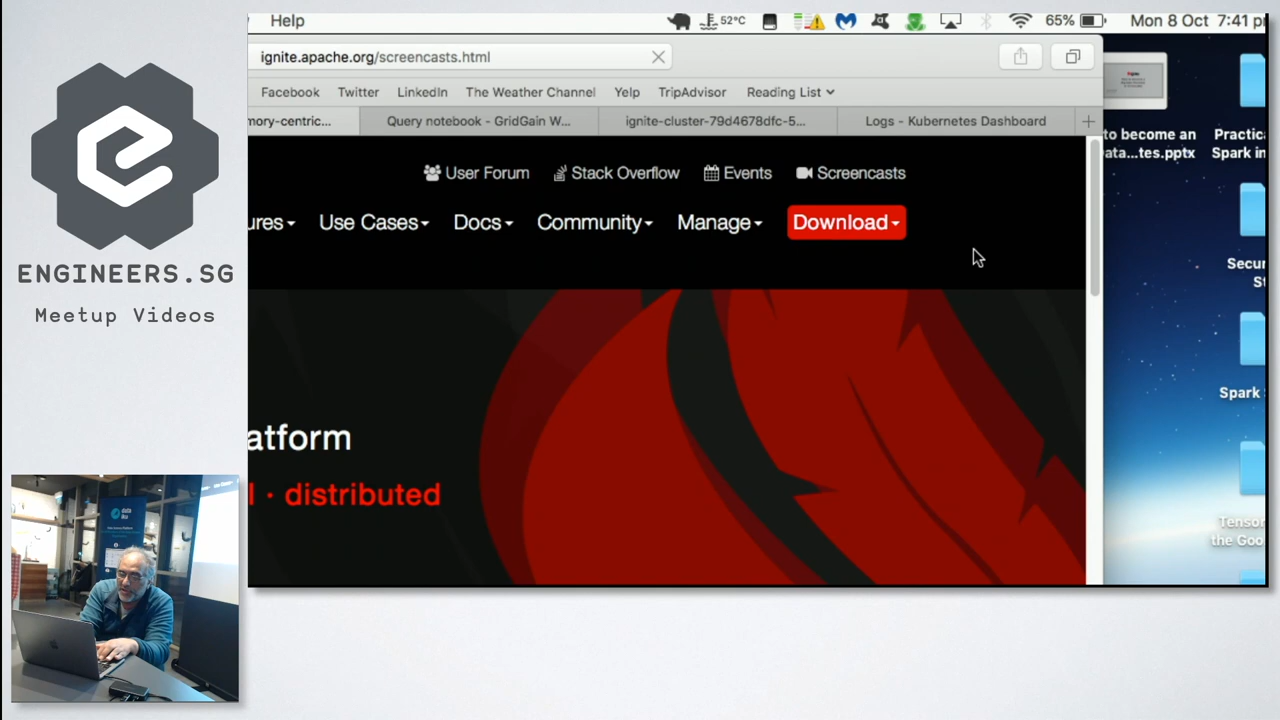 Help
52°C
65%
Mon 8 Oct 7:41 p
ignite.apache.org/screencasts.html
Facebook
Twitter
LinkedIn
The Weather Channel
Yelp
TripAdvisor
Reading List
mory-centric...
Query notebook - GridGain W...
ignite-cluster-79d4678dfc-5...
Logs - Kubernetes Dashboard
User Forum
Stack Overflow
Events
Screencasts
ures
Use Cases
Docs
Community
Manage
Download
atform
l · distributed
to become an
ata...tes.pptx
Practica
Spark in
Secur
St
Spark
Tensor
the Goo
ENGINEERS.SG
Meetup Videos